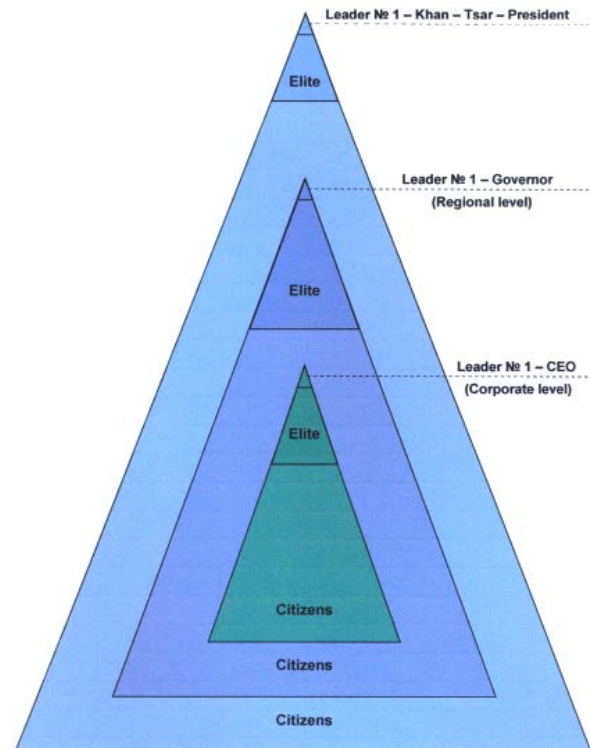 Leader № 1 – Khan – Tsar – President
Elite
Leader № 1 – Governor
(Regional level)
Elite
Leader № 1 – CEO
(Corporate level)
Elite
Citizens
Citizens
Citizens